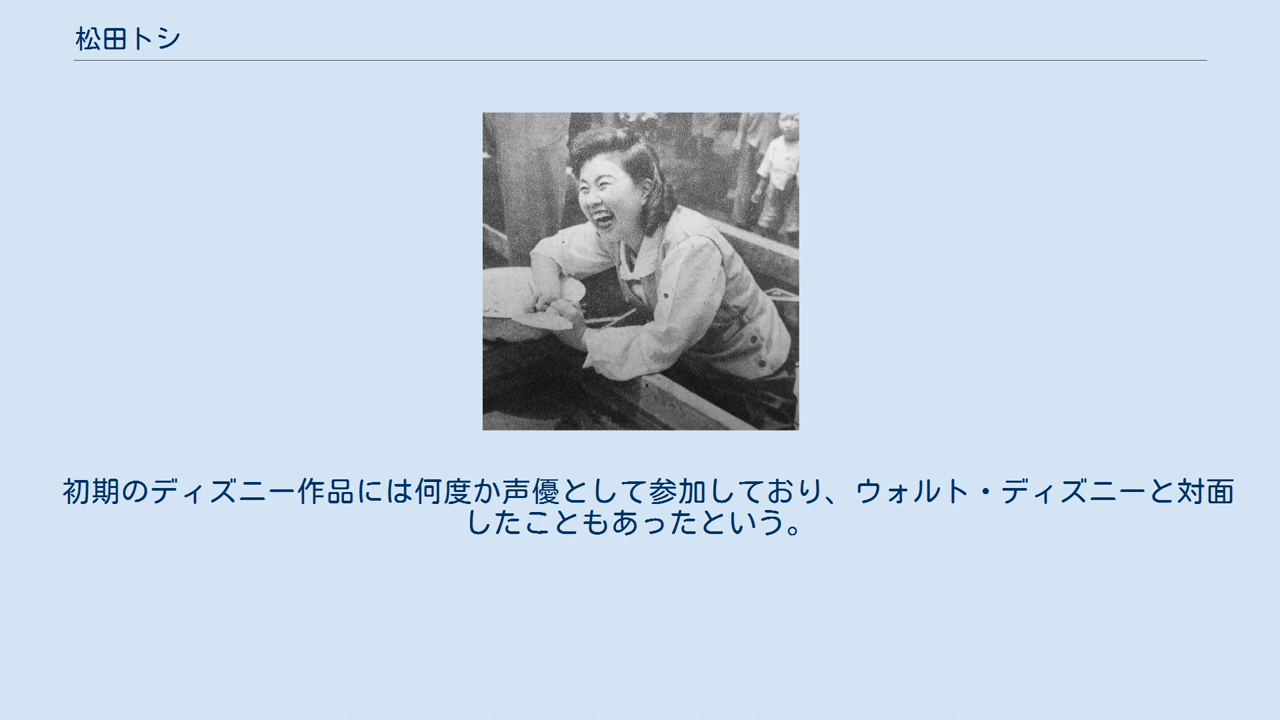 松田トシ
初期のディズニー作品には何度か声優として参加しており、ウォルト・ディズニーと対面
したこともあったという。